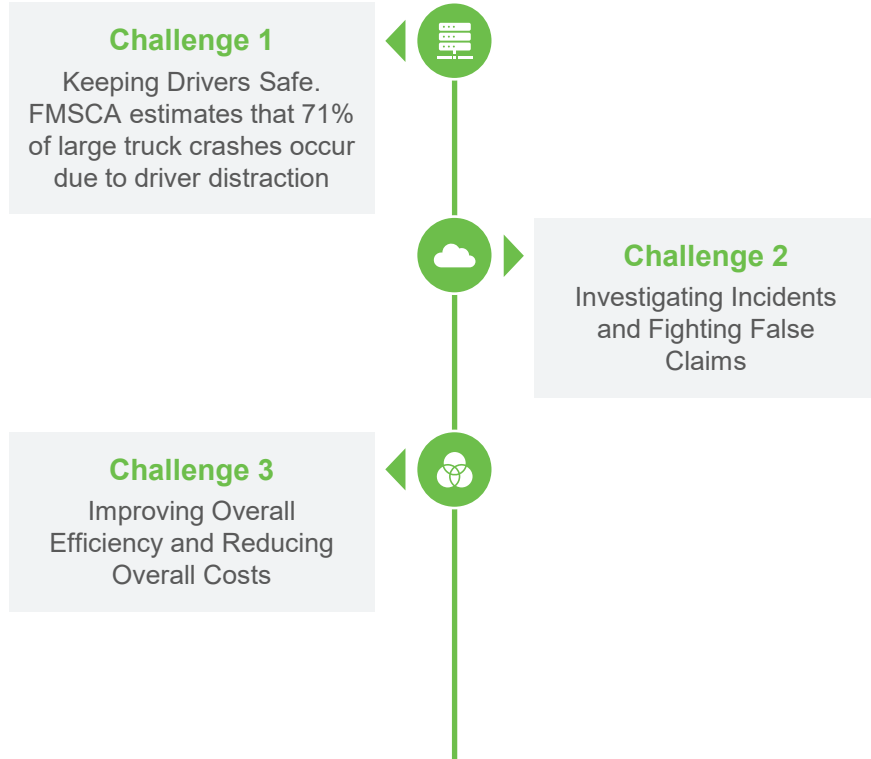 Challenge 1
Keeping Drivers Safe.
FMSCA estimates that 71%
of large truck crashes occur
due to driver distraction
Challenge 2
Investigating Incidents
and Fighting False
Claims
Challenge 3
Improving Overall
Efficiency and Reducing
Overall Costs